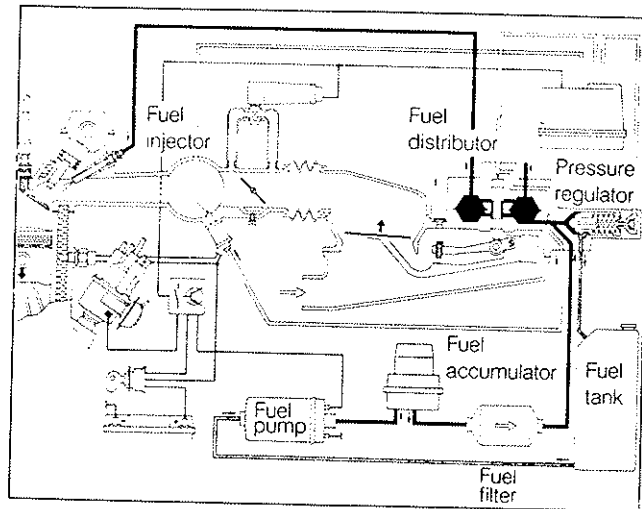 Fuel
injector
Fuel
distributor
Pressure
regulator
Fuel
accumulator
Fuel
pump
Fuel
tank
Fuel
filter